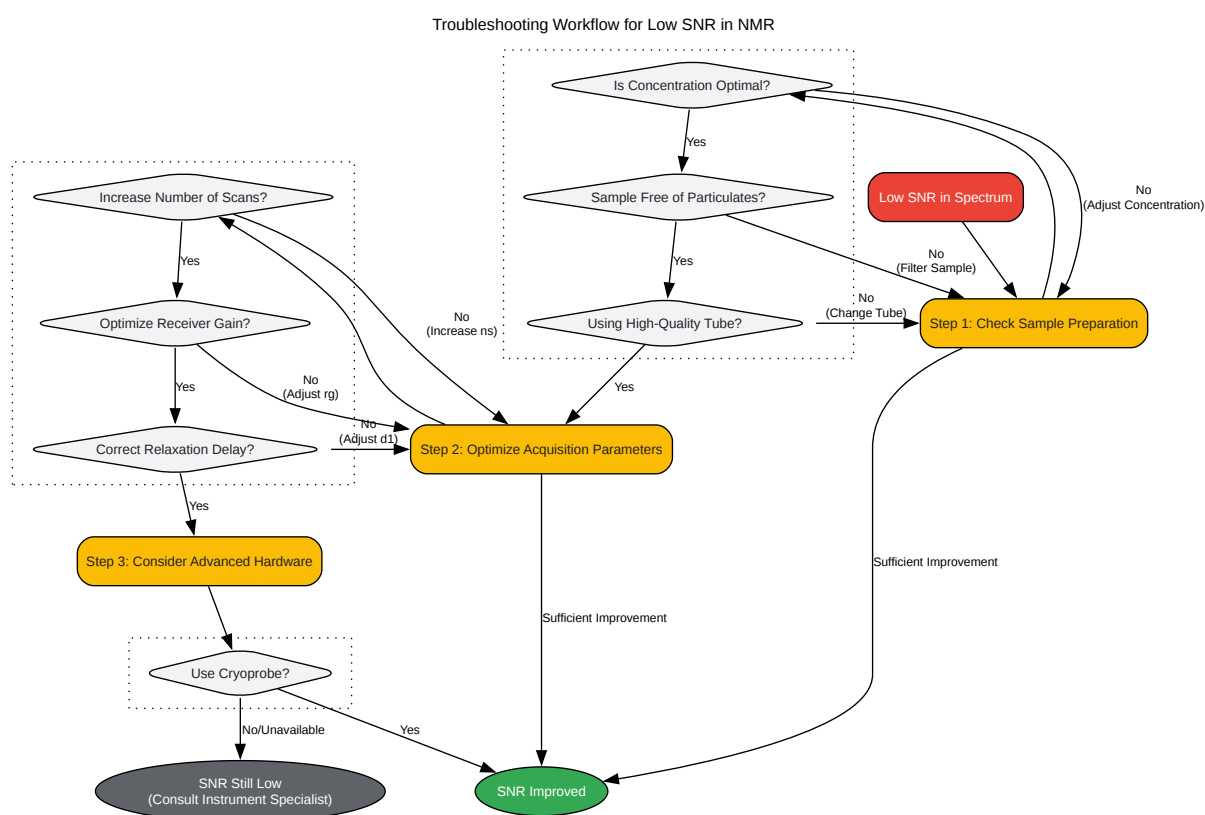 Troubleshooting Workflow for Low SNR in NMR
Is Concentration Optimal?
Yes
Increase Number of Scans?
Sample Free of Particulates?
Low SNR in Spectrum
No
(Adjust Concentration)
Yes
Yes
No
(Filter Sample)
Optimize Receiver Gain?
No
(Increase ns)
Using High-Quality Tube?
No
(Change Tube)
Step 1: Check Sample Preparation
Yes
No
(Adjust rg)
Yes
Correct Relaxation Delay?
No
(Adjust d1)
Step 2: Optimize Acquisition Parameters
Yes
Step 3: Consider Advanced Hardware
Sufficient Improvement
Sufficient Improvement
Use Cryoprobe?
No/Unavailable
Yes
SNR Still Low
(Consult Instrument Specialist)
SNR Improved